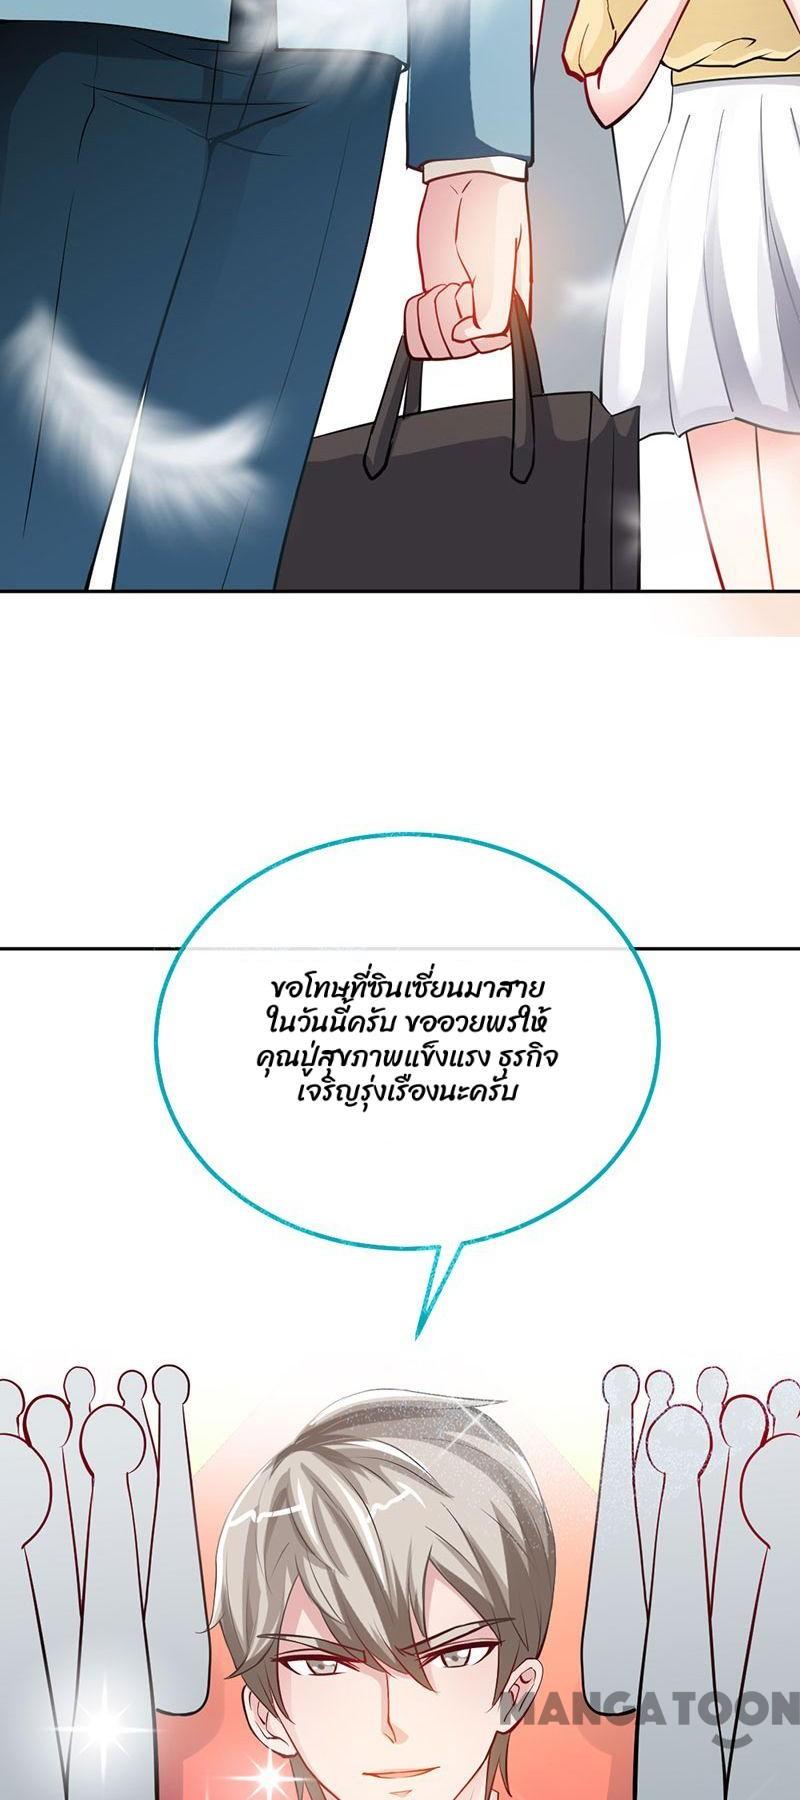 ขอโทษที่ซินเซี่ยนมาสาย
ในวันนี้ครับ ขออวยพรให้
คุณปู่สุขภาพแข็งแรง ธุรกิจ
เจริญรุ่งเรืองนะครับ
MANGATOON